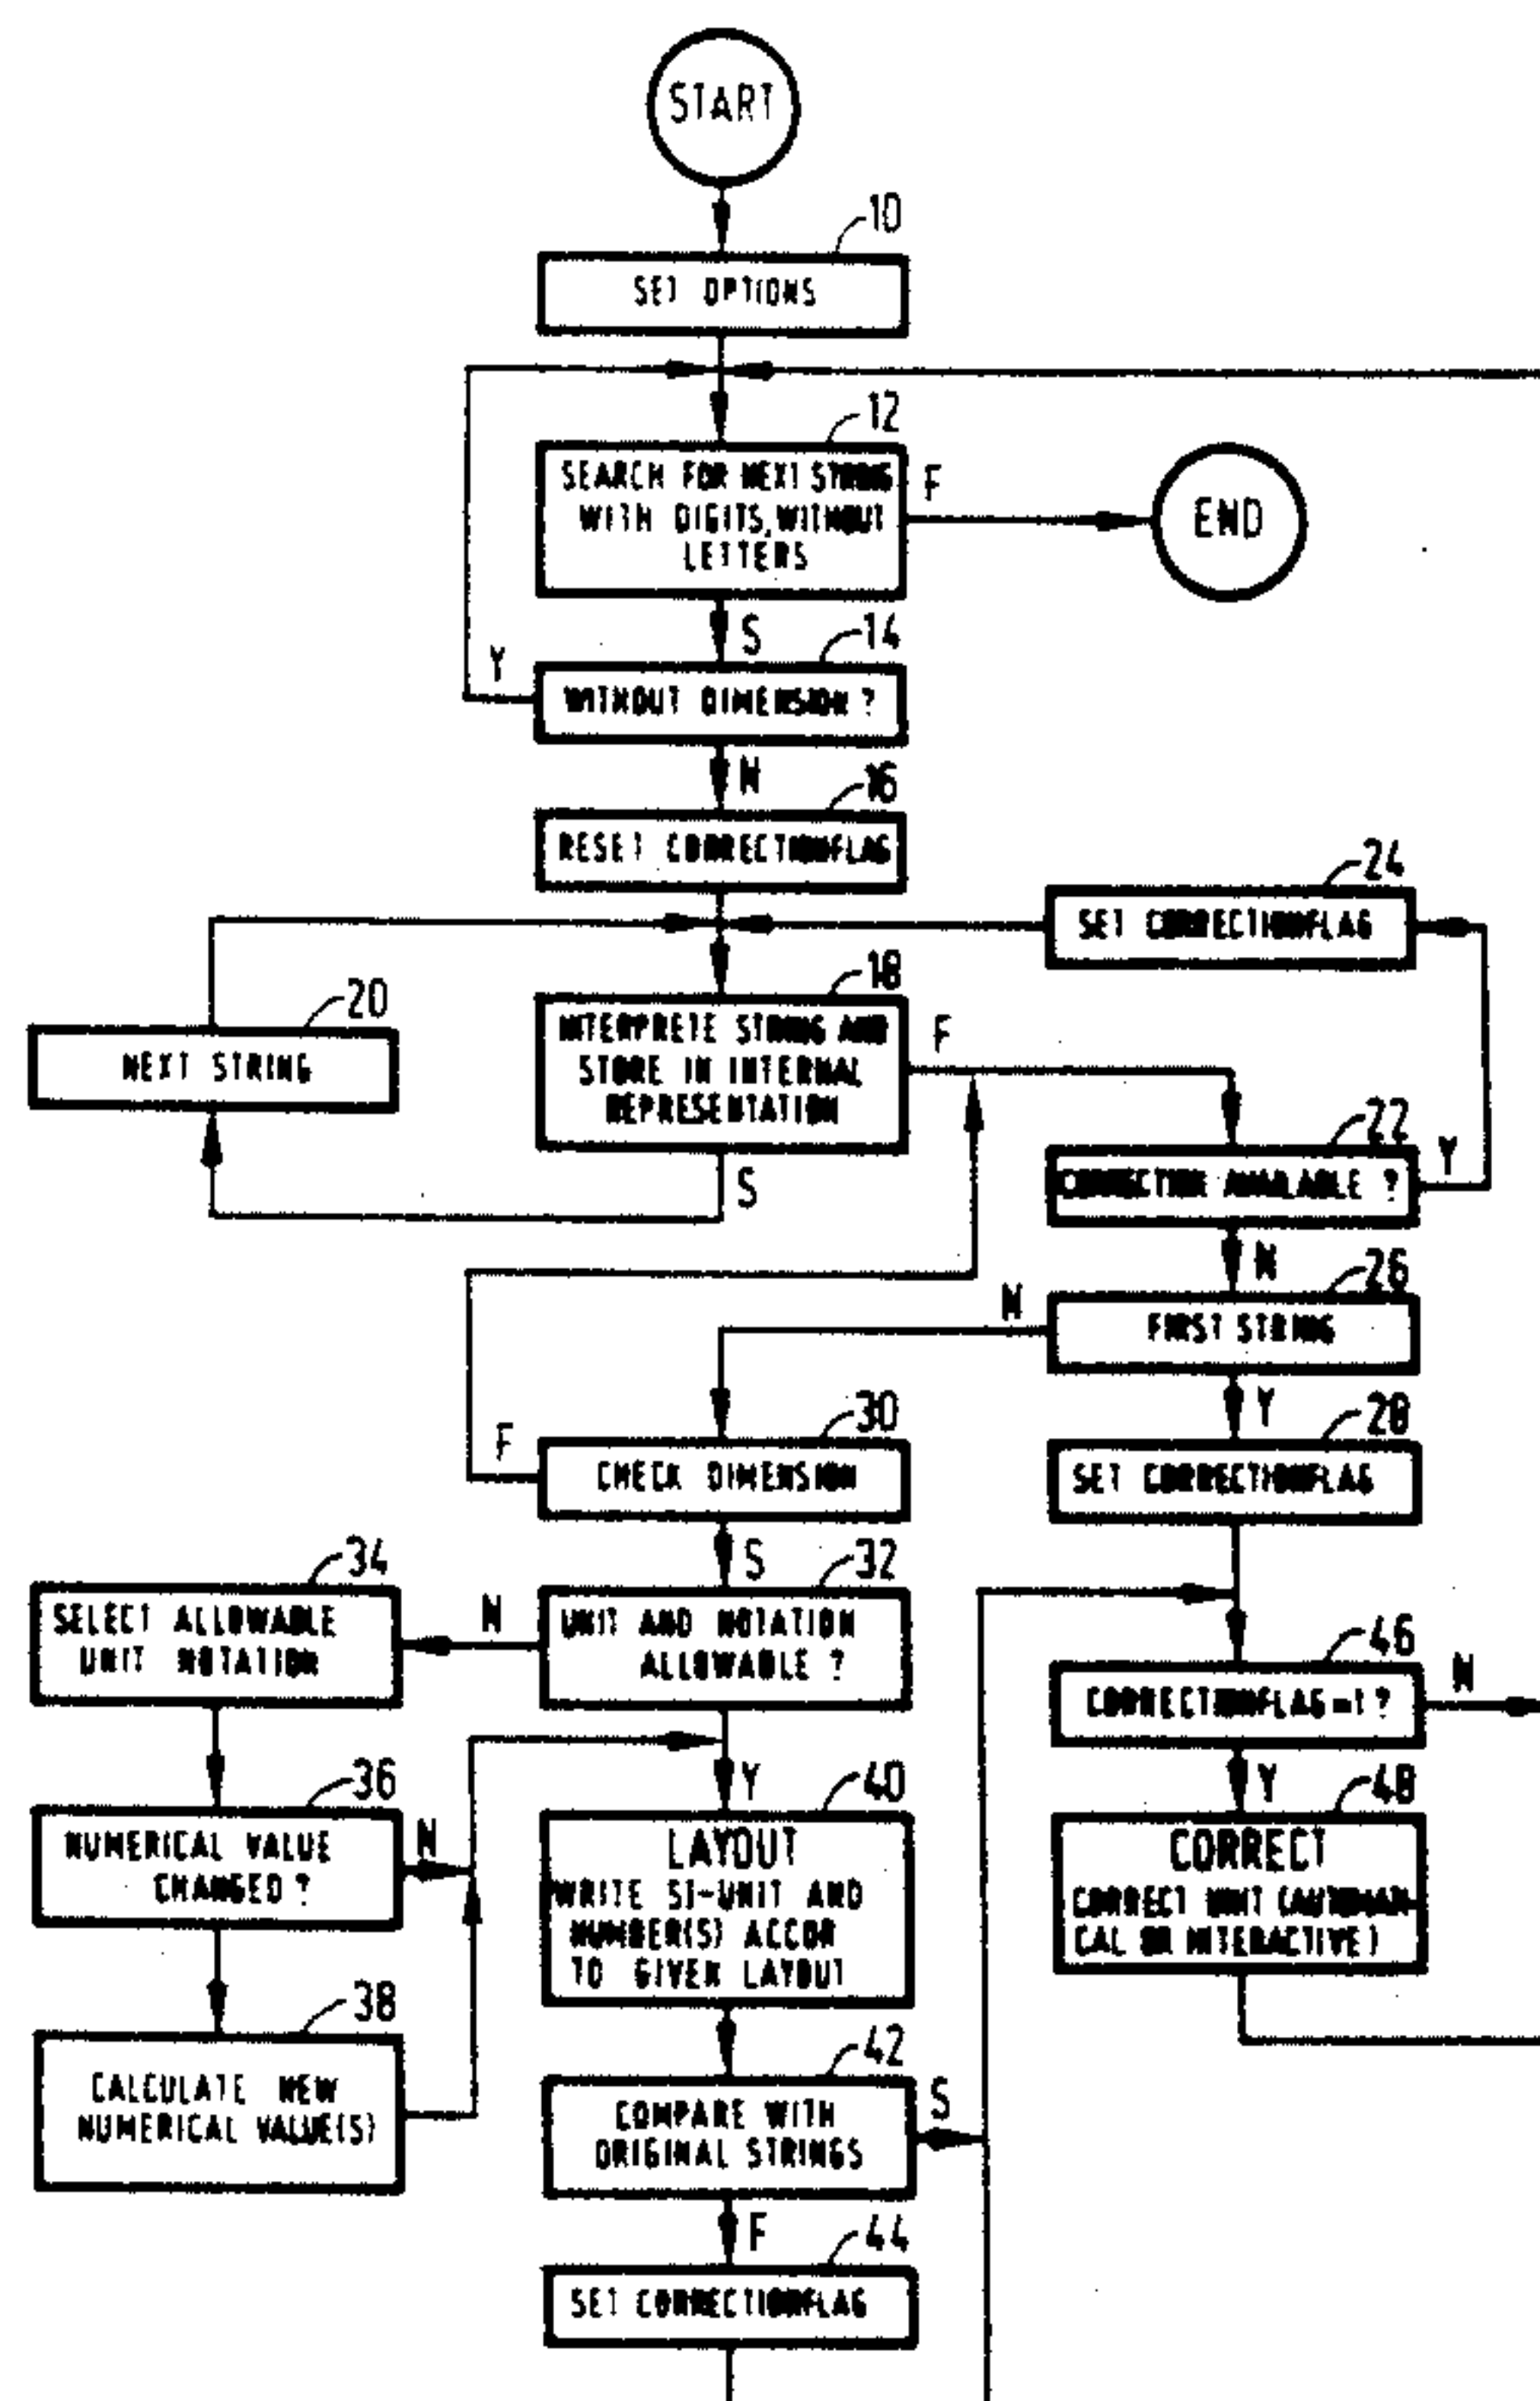 START
10
SET OPTIONS
12
SEARCH FOR NEXT STRING
WITH DIGITS, WITHOUT
LETTERS
F
END
S
14
Y
WITHOUT DIMENSION ?
N
16
RESET CORRECTIONFLAG
24
SET CORRECTIONFLAG
18
20
NEXT STRING
INTERPRETE STRING AND
STORE IN INTERNAL
REPRESENTATION
F
S
22
CORRECTION AVAILABLE ?
Y
N
26
N
FIRST STRING
Y
28
SET CORRECTIONFLAG
30
F
CHECK DIMENSION
S
32
34
SELECT ALLOWABLE
UNIT NOTATION
N
UNIT AND NOTATION
ALLOWABLE ?
46
CORRECTIONFLAG=1?
N
Y
36
NUMERICAL VALUE
CHANGED ?
N
Y
40
LAYOUT
WRITE SI-UNIT AND
NUMBER(S) ACCOR
TO GIVEN LAYOUT
48
CORRECT
CORRECT UNIT (AUTOMATI-
CAL OR INTERACTIVE)
38
CALCULATE NEW
NUMERICAL VALUE(S)
42
COMPARE WITH
ORIGINAL STRINGS
S
F
44
SET CORRECTIONFLAG